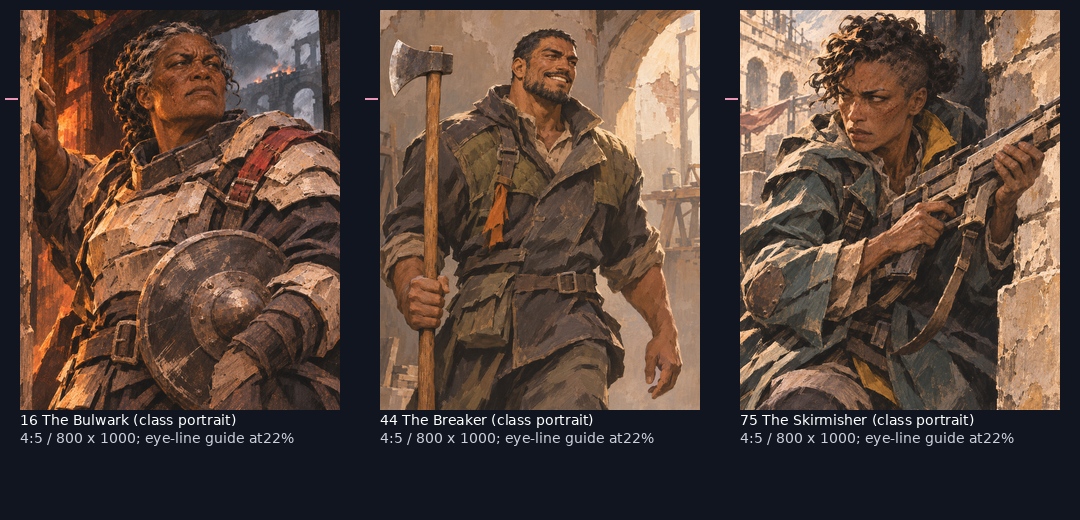 16 The Bulwark (class portrait)
4:5 / 800 x 1000; eye-line guide at22%
44 The Breaker (class portrait)
4:5 / 800 x 1000; eye-line guide at22%
75 The Skirmisher (class portrait)
4:5 / 800 x 1000; eye-line guide at22%